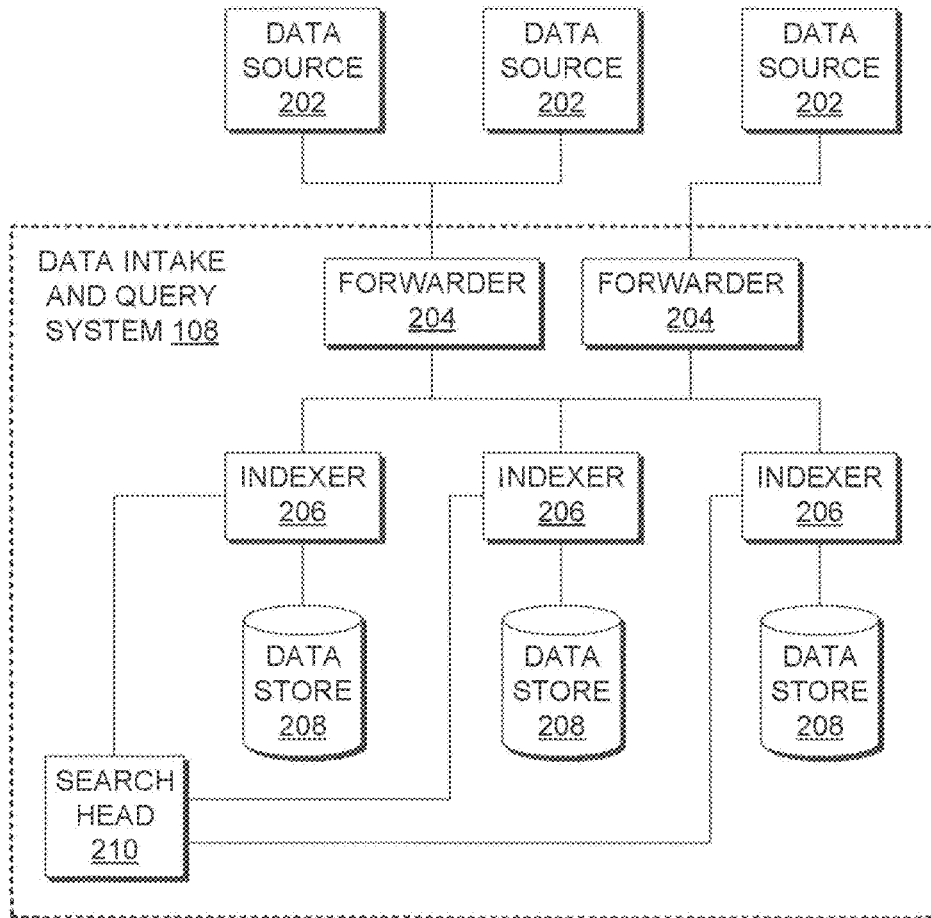 DATA
SOURCE
202
DATA
SOURCE
202
DATA
SOURCE
202
DATA INTAKE
AND QUERY
SYSTEM 108
FORWARDER
204
FORWARDER
204
INDEXER
206
INDEXER
206
INDEXER
206
DATA
STORE
208
DATA
STORE
208
DATA
STORE
208
SEARCH
HEAD
210